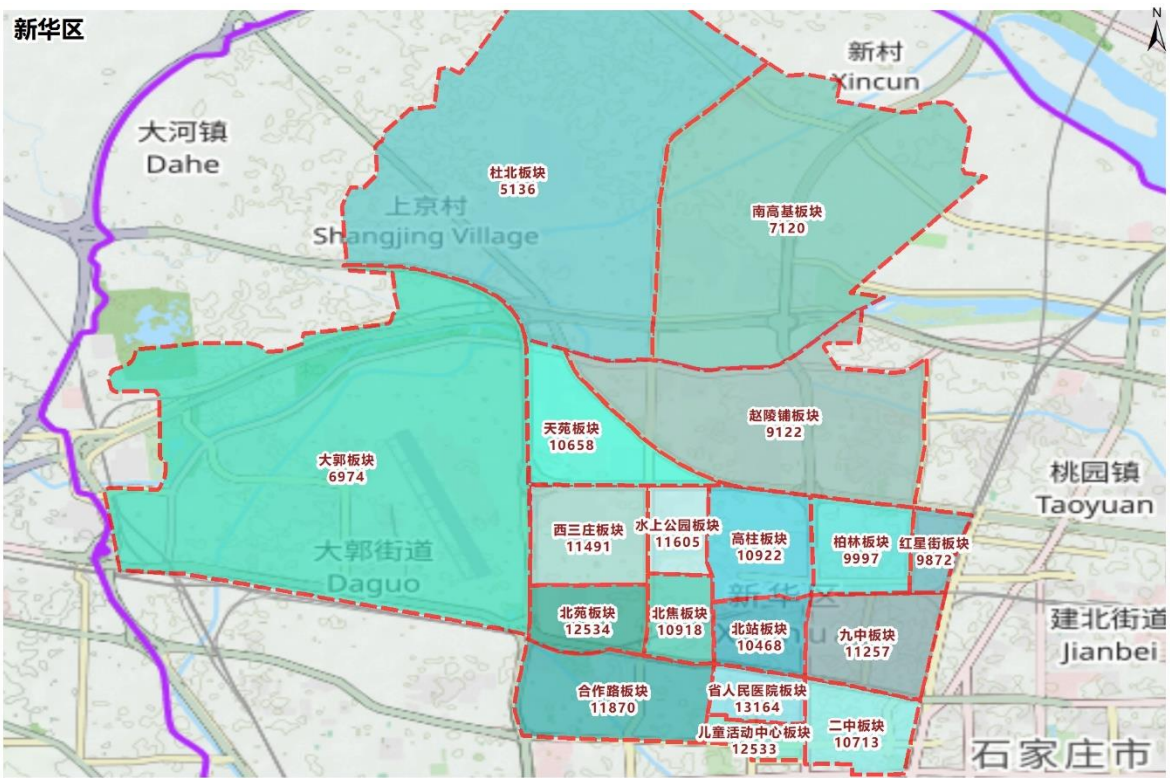 新华区
N
新村
Xincun
大河镇
Dahe
杜北板块
5136
上京村
Shangjing Village
南高基板块
7120
赵陵铺板块
9122
天苑板块
10658
大郭板块
6974
桃园镇
Taoyuan
西三庄板块
11491
水上公园板块
11605
高柱板块
10922
柏林板块
9997
红星街板块
9872
大郭街道
Daguo
新华区
北苑板块
12534
北焦板块
10918
北站板块
10468
九中板块
11257
建北街道
Jianbei
合作路板块
11870
省人民医院板块
13164
儿童活动中心板块
12533
二中板块
10713
石家庄市